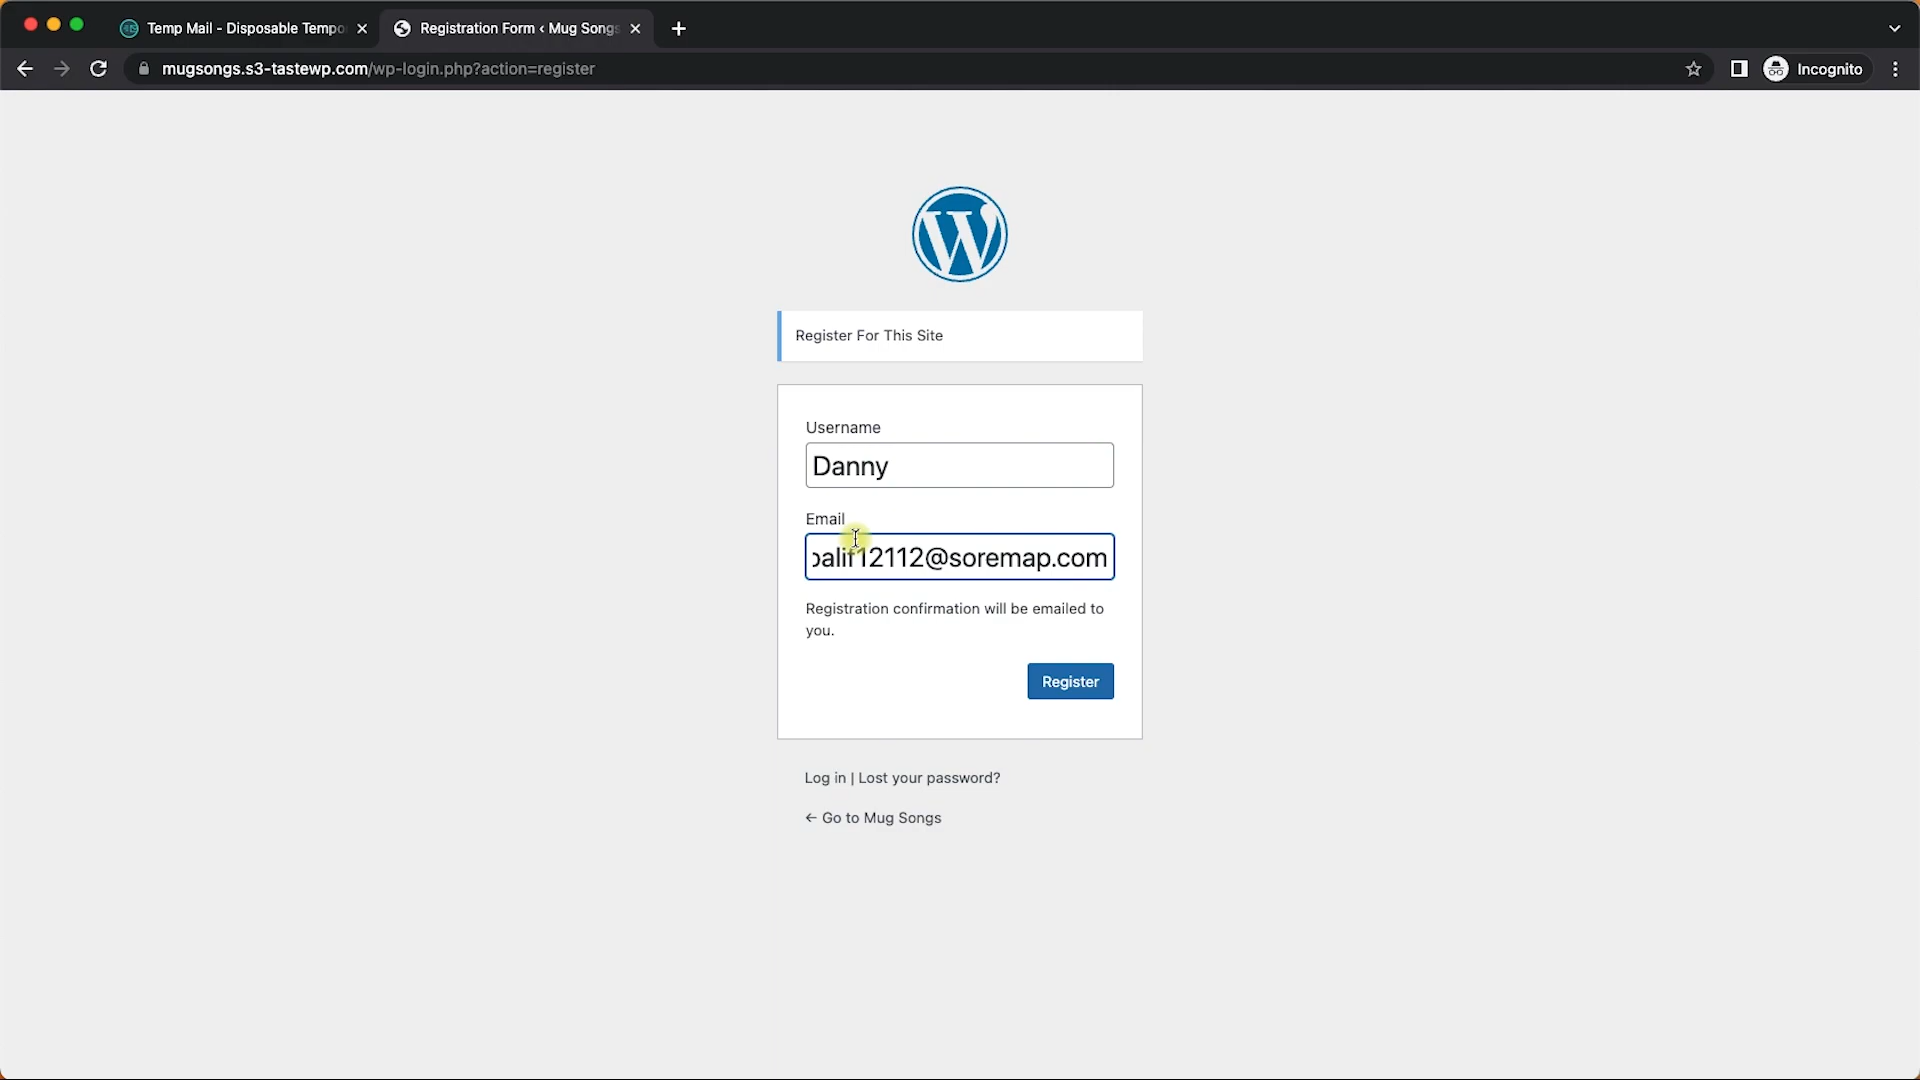 Temp Mail - Disposable Tempo
Registration Form ‹ Mug Songs
mugsongs.s3-tastewp.com/wp-login.php?action=register
Incognito
Register For This Site
Username
Danny
Email
balif12112@soremap.com
Registration confirmation will be emailed to
you.
Register
Log in | Lost your password?
← Go to Mug Songs